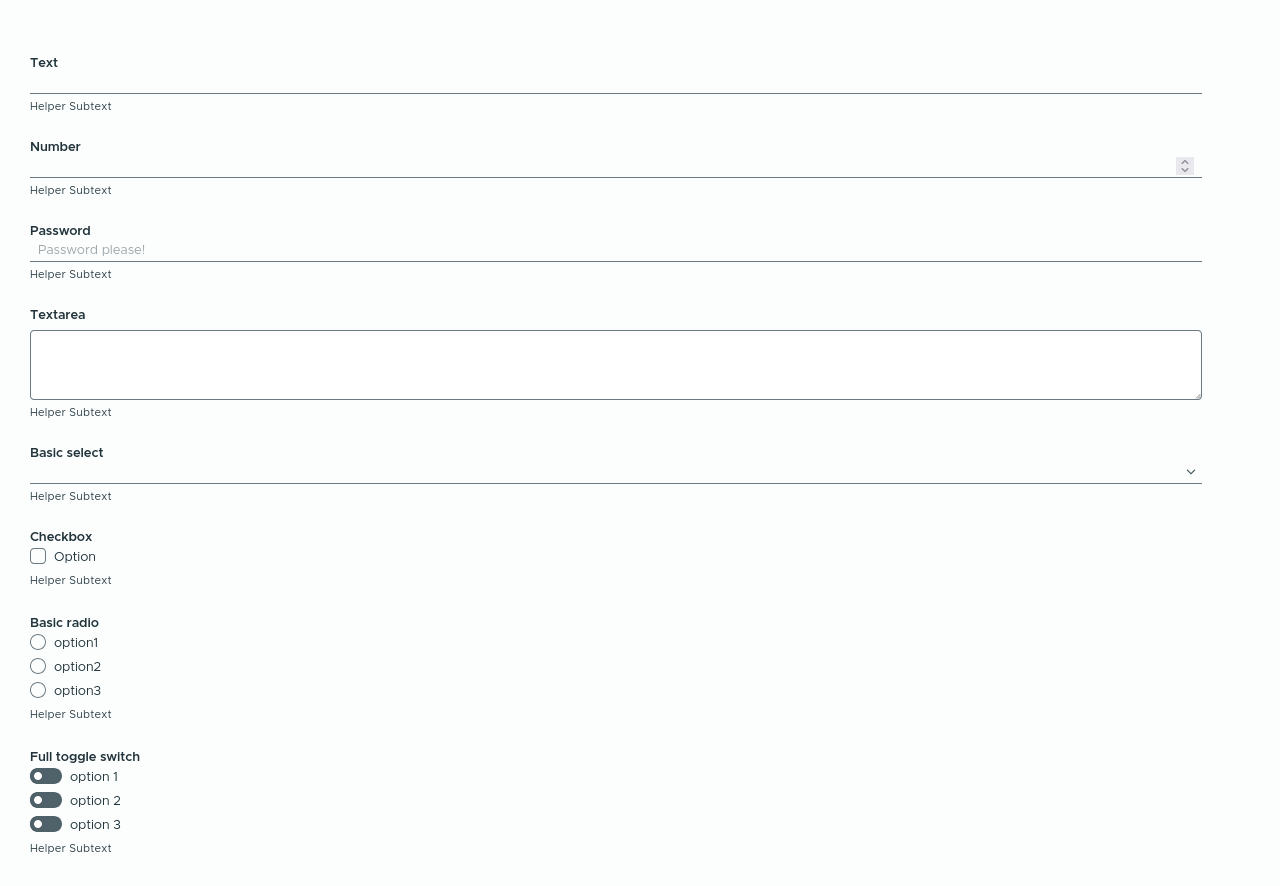 Text
Helper Subtext
Number
Helper Subtext
Password
Password please!
Helper Subtext
Textarea
Helper Subtext
Basic select
Helper Subtext
Checkbox
Option
Helper Subtext
Basic radio
option1
option2
option3
Helper Subtext
Full toggle switch
option 1
option 2
option 3
Helper Subtext